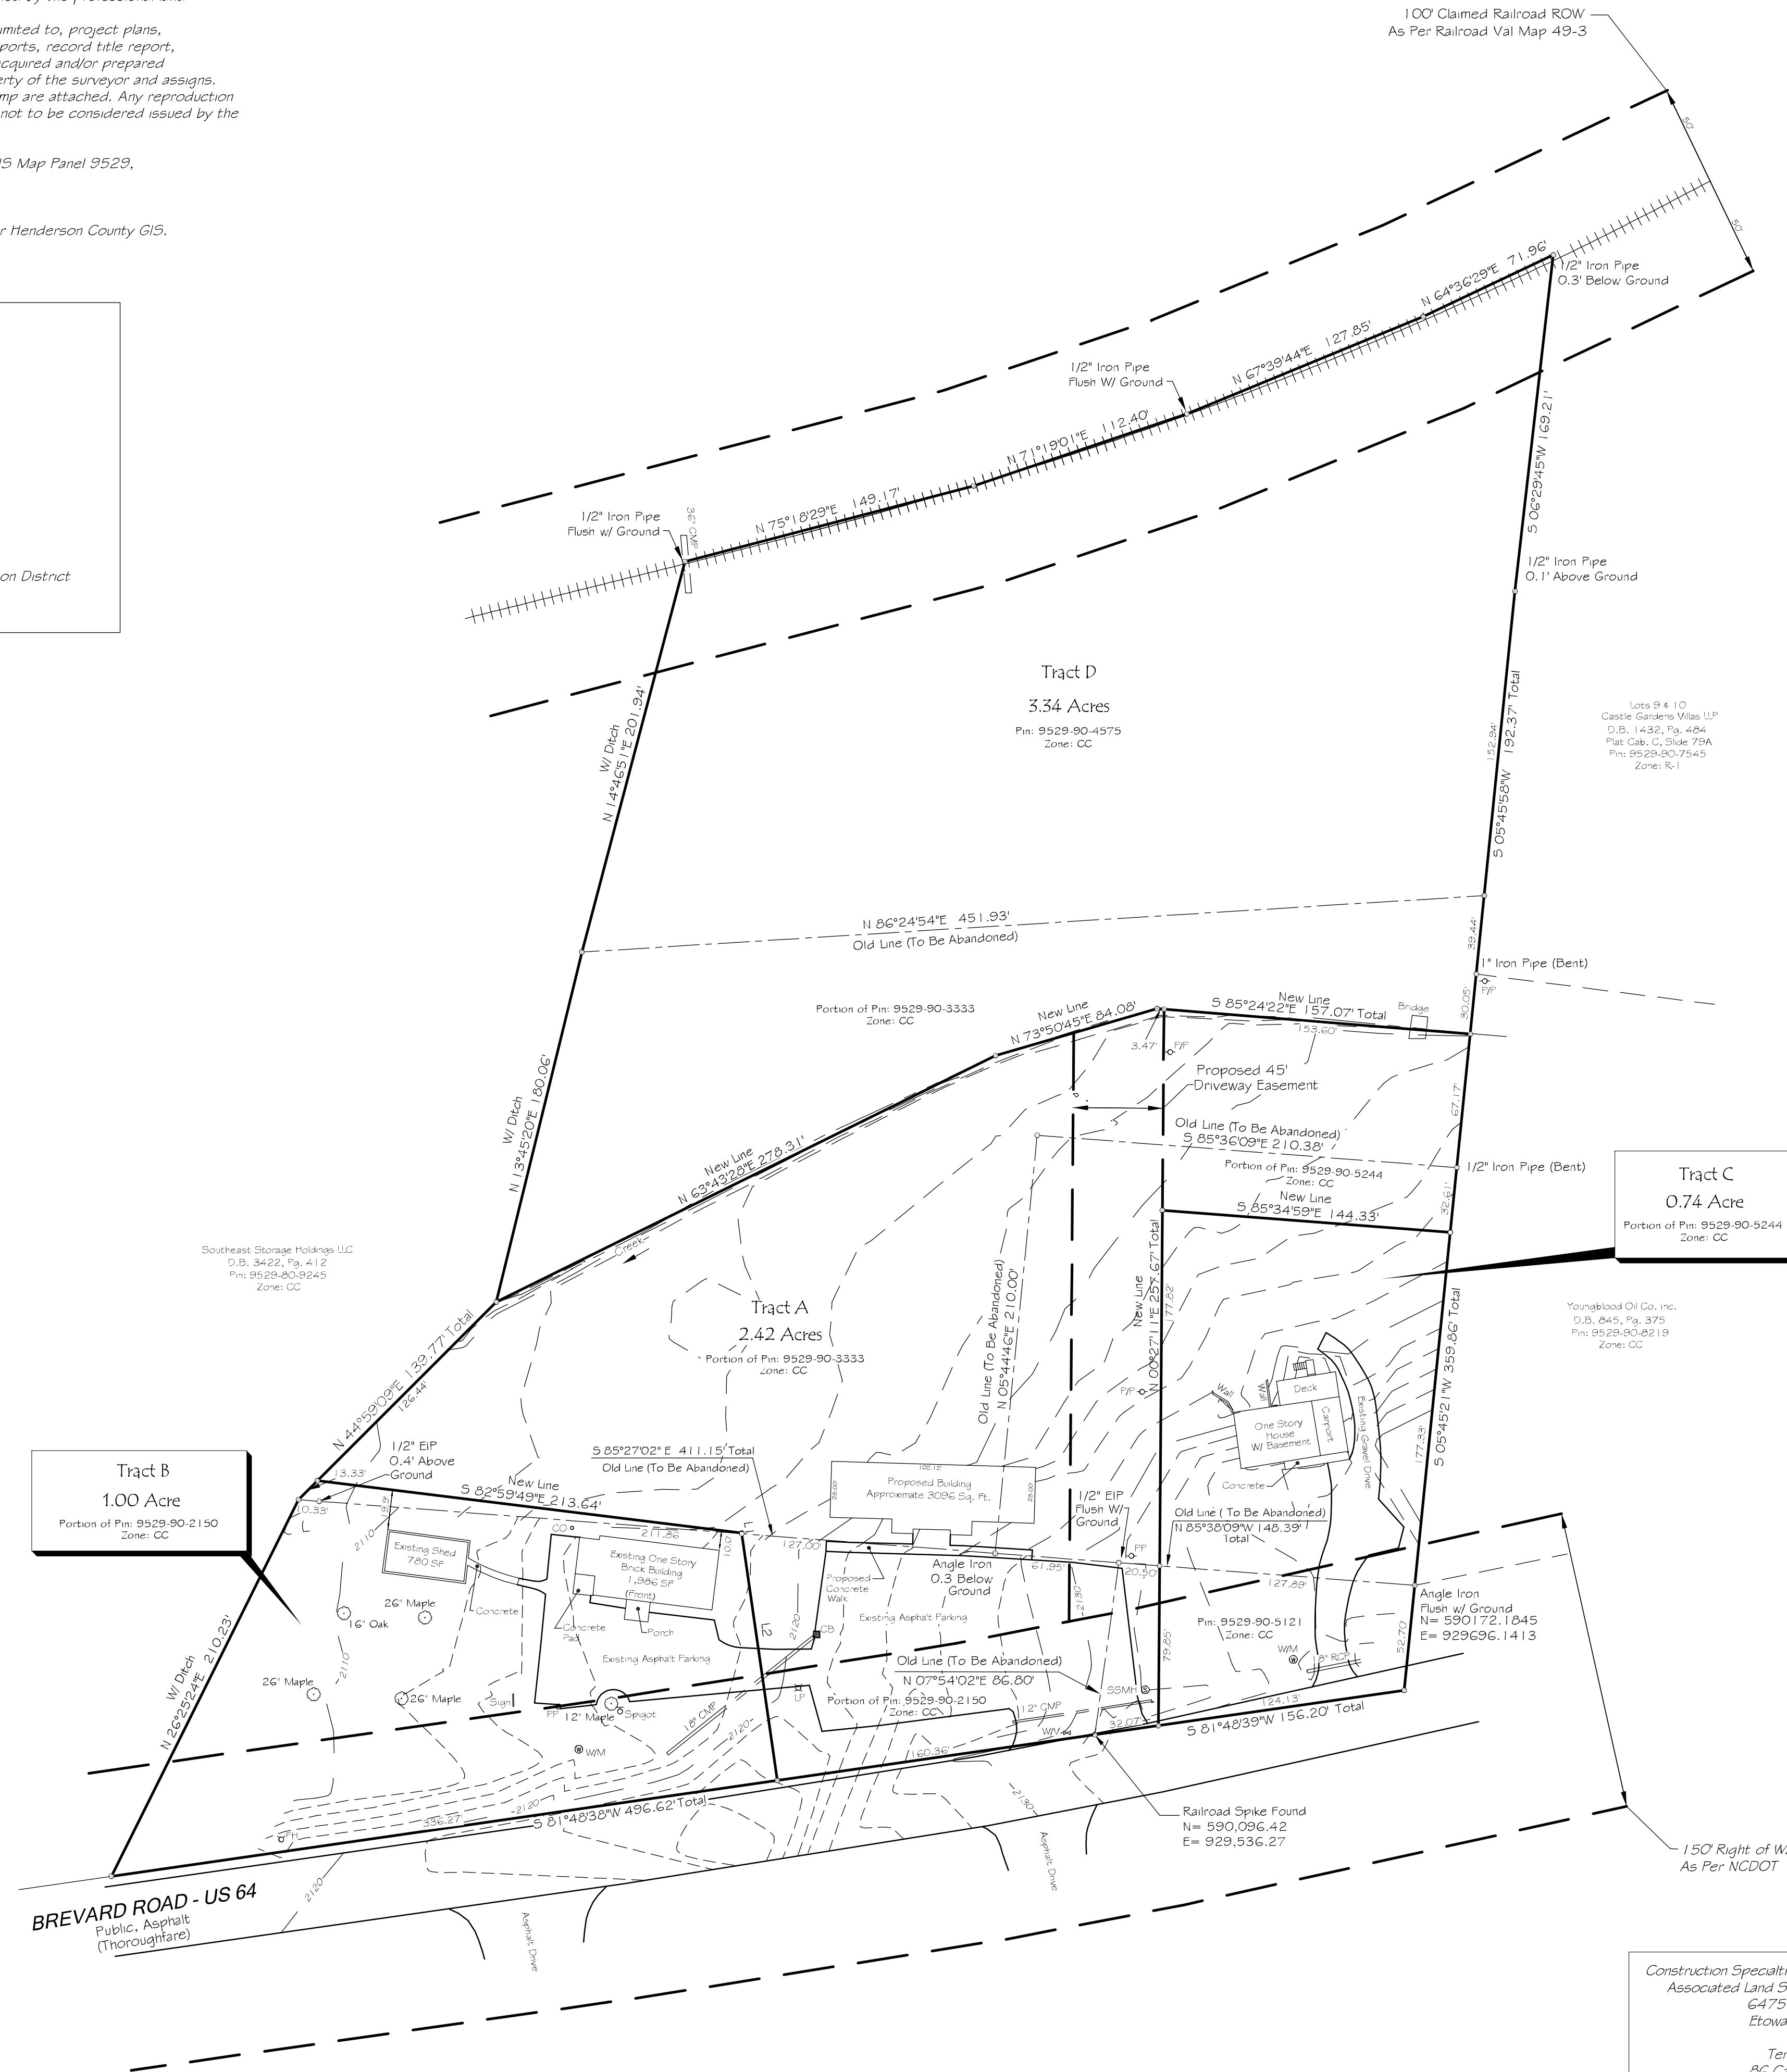 imited to, project plans,
ports, record title report,
cquired and/or prepared
erty of the surveyor and assigns.
mp are attached. Any reproduction
not to be considered issued by the
IS Map Panel 9529,
r Henderson County GIS.
on District
100' Claimed Railroad ROW
As Per Railroad Val Map 49-3
50'
50'
N 64°36'29"E 71.96'
1/2" Iron Pipe
0.3' Below Ground
N 67°39'44"E 127.85'
1/2" Iron Pipe
Flush W/ Ground
N 71°19'01"E 112.40'
S 06°29'45"W 169.21'
1/2" Iron Pipe
Flush w/ Ground
36" CMP
N 75°18'29"E 149.17'
1/2" Iron Pipe
0.1' Above Ground
Tract D
3.34 Acres
Pin: 9529-90-4575
Zone: CC
W/ Ditch
N 14°46'51"E 201.94'
152.94'
S 05°45'58"W 192.37' Total
Lots 9 & 10
Castle Gardens Villas LLP
D.B. 1432, Pg. 484
Plat Cab. C, Slide 79A
Pin: 9529-90-7545
Zone: R-1
N 86°24'54"E 451.93'
Old Line (To Be Abandoned)
39.44'
1" Iron Pipe (Bent)
P/P
Portion of Pin: 9529-90-3333
Zone: CC
New Line
N 73°50'45"E 84.08'
New Line
S 85°24'22"E 157.07' Total
153.60'
Bridge
30.05'
3.47'
P/P
Proposed 45'
Driveway Easement
67.17'
W/ Ditch
N 13°45'20"E 180.06'
New Line
N 63°43'28"E 278.31'
Old Line (To Be Abandoned)
S 85°36'09"E 210.38'
1/2" Iron Pipe (Bent)
Portion of Pin: 9529-90-5244
Zone: CC
New Line
S 85°34'59"E 144.33'
32.61'
Tract C
0.74 Acre
Portion of Pin: 9529-90-5244
Zone: CC
Creek
Southeast Storage Holdings LLC
D.B. 3422, Pg. 412
Pin: 9529-80-9245
Zone: CC
Tract A
2.42 Acres
Portion of Pin: 9529-90-3333
Zone: CC
Old Line (To Be Abandoned)
N 05°44'46"E 210.00'
New Line
N 00°27'11"E 257.67' Total
177.82'
Youngblood Oil Co. Inc.
D.B. 845, Pg. 375
Pin: 9529-90-8219
Zone: CC
N 44°59'09"E 139.77' Total
126.44'
P/P
Wall
Wall
Deck
Carport
One Story
House
W/ Basement
Existing Gravel Drive
Concrete
177.33'
S 05°45'21"W 359.86' Total
Tract B
1.00 Acre
Portion of Pin: 9529-90-2150
Zone: CC
1/2" EIP
0.4' Above
Ground
13.33'
10.33'
New Line
S 82°59'49"E 213.64'
S 85°27'02" E 411.15' Total
Old Line (To Be Abandoned)
102.12'
28.00'
Proposed Building
Approximate 3096 Sq. Ft.
28.00'
1/2" EIP
Flush W/
Ground
Old Line ( To Be Abandoned)
N 85°38'09"W 148.39'
Total
2110
CO
211.86'
10.0'
127.00'
Existing Shed
780 SF
Existing One Story
Brick Building
1,986 SF
(Front)
Proposed
Concrete
Walk
Angle Iron
0.3 Below
Ground
61.95'
PP
20.50'
127.89'
Angle Iron
Flush w/ Ground
N= 590172.1845
E= 929696.1413
Concrete
Concrete
Pad
Porch
26" Maple
16" Oak
L2
2120
CB
Existing Asphalt Parking
Existing Asphalt Parking
2130
Pin: 9529-90-5121
Zone: CC
W/M
18" RCP
52.70'
79.85'
W/ Ditch
N 26°25'24"E 210.23'
2110
26" Maple
26" Maple
Sign
PP
12" Maple
Spigot
W/M
18" CMP
LP
Old Line (To Be Abandoned)
N 07°54'02"E 86.80'
Portion of Pin: 9529-90-2150
Zone: CC
SSMH
12" CMP
W/V
32.07'
124.13'
S 81°48'39"W 156.20' Total
2120
160.36'
FH
2120
336.27'
S 81°48'38"W 496.62' Total
2130
Railroad Spike Found
N= 590,096.42
E= 929,536.27
2120
BREVARD ROAD - US 64
Public, Asphalt
(Thoroughfare)
Asphalt Drive
Asphalt Drive
150' Right of W
As Per NCDOT
Construction Specialti
Associated Land S
6475
Etowa
Ter